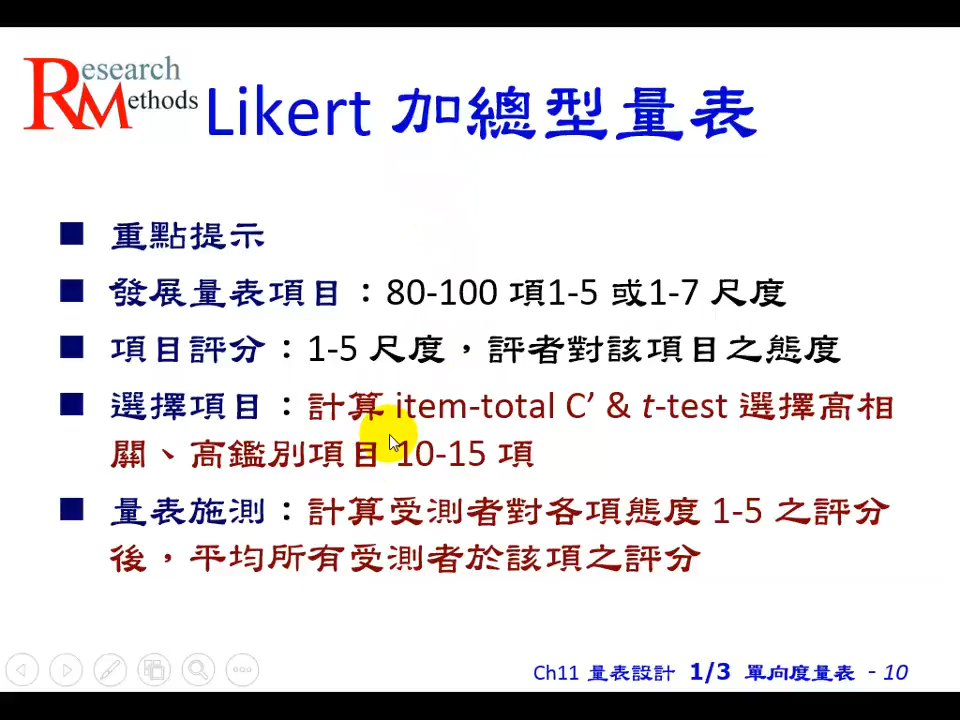 Research
Methods
Likert 加總型量表
重點提示
發展量表項目：80-100 項1-5 或1-7 尺度
項目評分：1-5 尺度，評者對該項目之態度
選擇項目：計算 item-total C’ & t-test 選擇高相
關、高鑑別項目 10-15 項
量表施測：計算受測者對各項態度 1-5 之評分
後，平均所有受測者於該項之評分
Ch11 量表設計 1/3 單向度量表 - 10